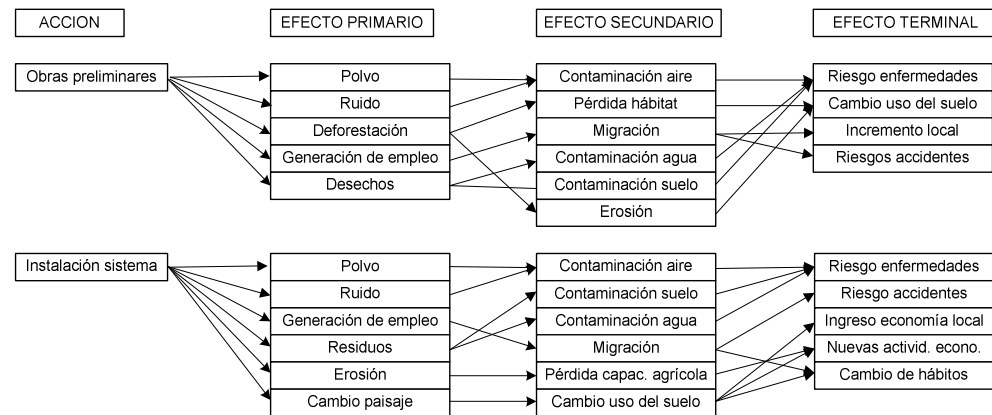 ACCION
EFECTO PRIMARIO
EFECTO SECUNDARIO
EFECTO TERMINAL
Obras preliminares
Polvo
Ruido
Deforestación
Generación de empleo
Desechos
Contaminación aire
Pérdida hábitat
Migración
Contaminación agua
Contaminación suelo
Erosión
Riesgo enfermedades
Cambio uso del suelo
Incremento local
Riesgos accidentes
Instalación sistema
Polvo
Ruido
Generación de empleo
Residuos
Erosión
Cambio paisaje
Contaminación aire
Contaminación suelo
Contaminación agua
Migración
Pérdida capac. agrícola
Cambio uso del suelo
Riesgo enfermedades
Riesgo accidentes
Ingreso economía local
Nuevas activid. econo.
Cambio de hábitos